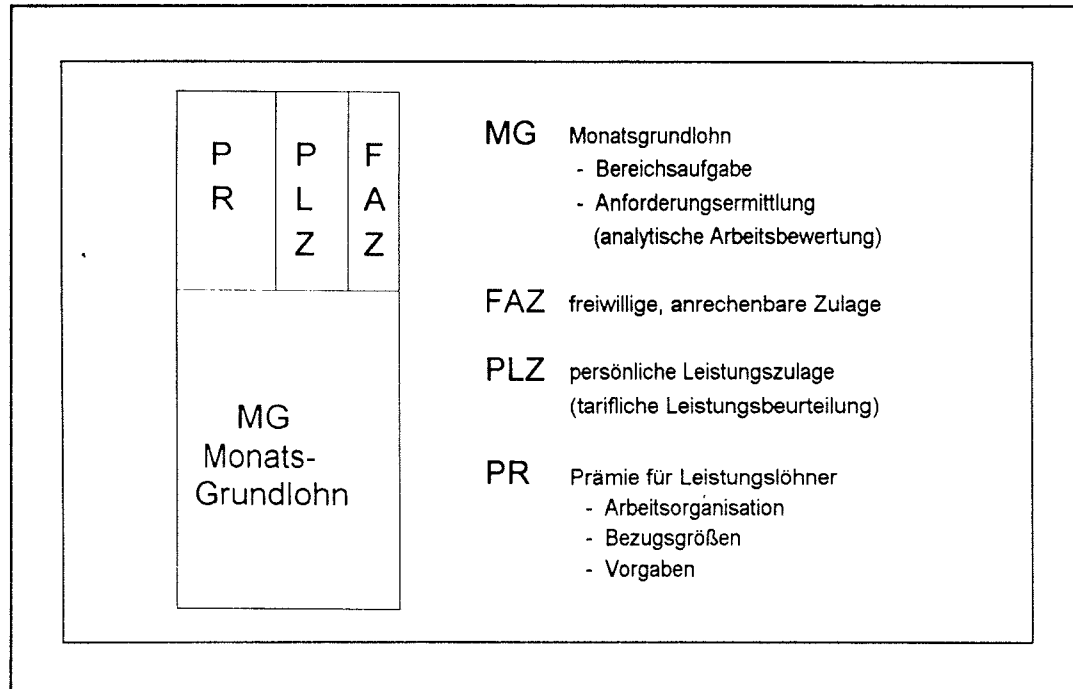 P
R
P
L
Z
F
A
Z
MG
Monats-
Grundlohn
MG Monatsgrundlohn
- Bereichsaufgabe
- Anforderungsermittlung
(analytische Arbeitsbewertung)
FAZ freiwillige, anrechenbare Zulage
PLZ persönliche Leistungszulage
(tarifliche Leistungsbeurteilung)
PR Prämie für Leistungslöhner
- Arbeitsorganisation
- Bezugsgrößen
- Vorgaben